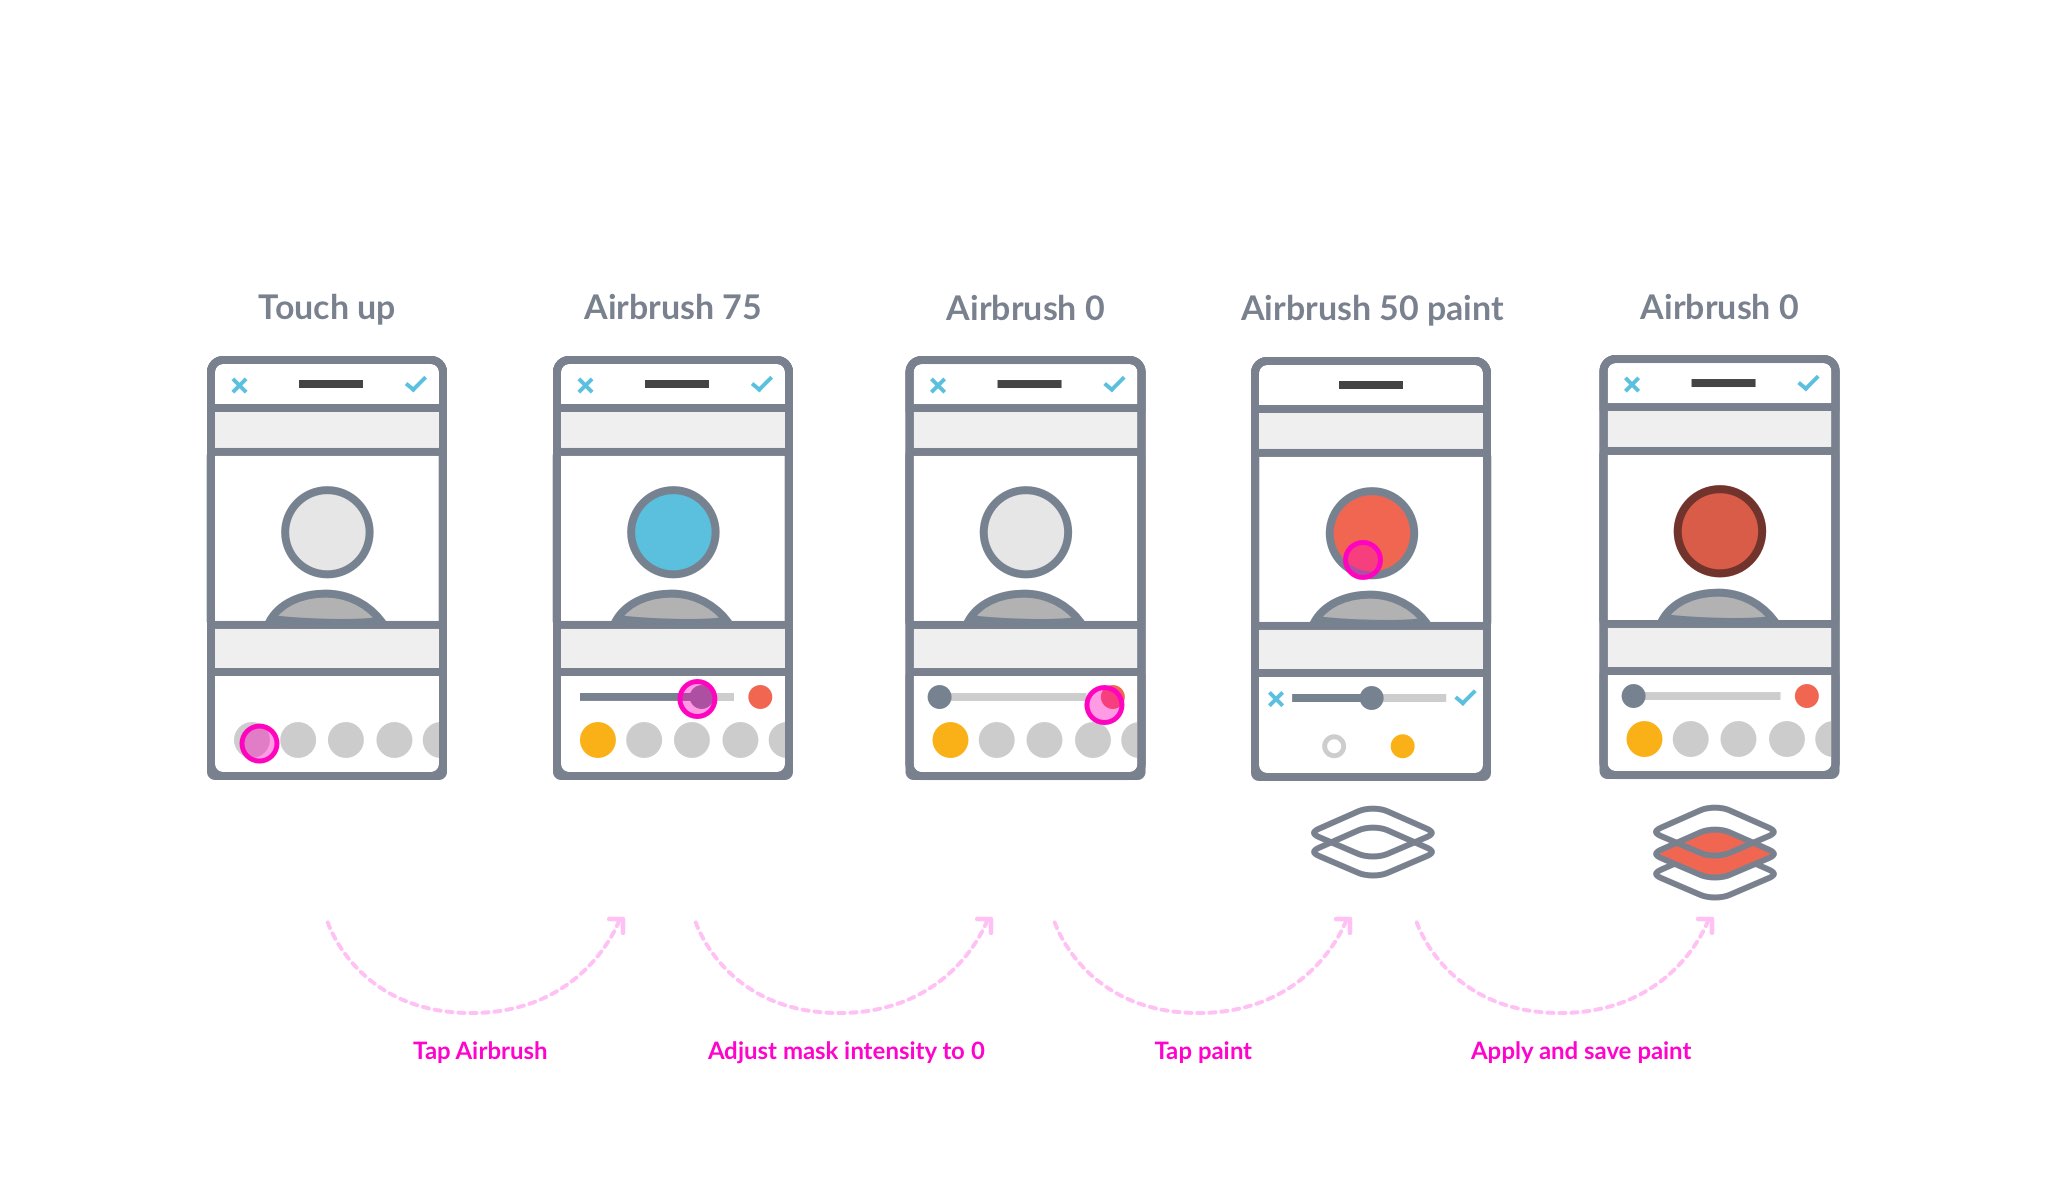 Touch up
Airbrush 75
Airbrush 0
Airbrush 50 paint
Airbrush 0
Tap Airbrush
Adjust mask intensity to 0
Tap paint
Apply and save paint